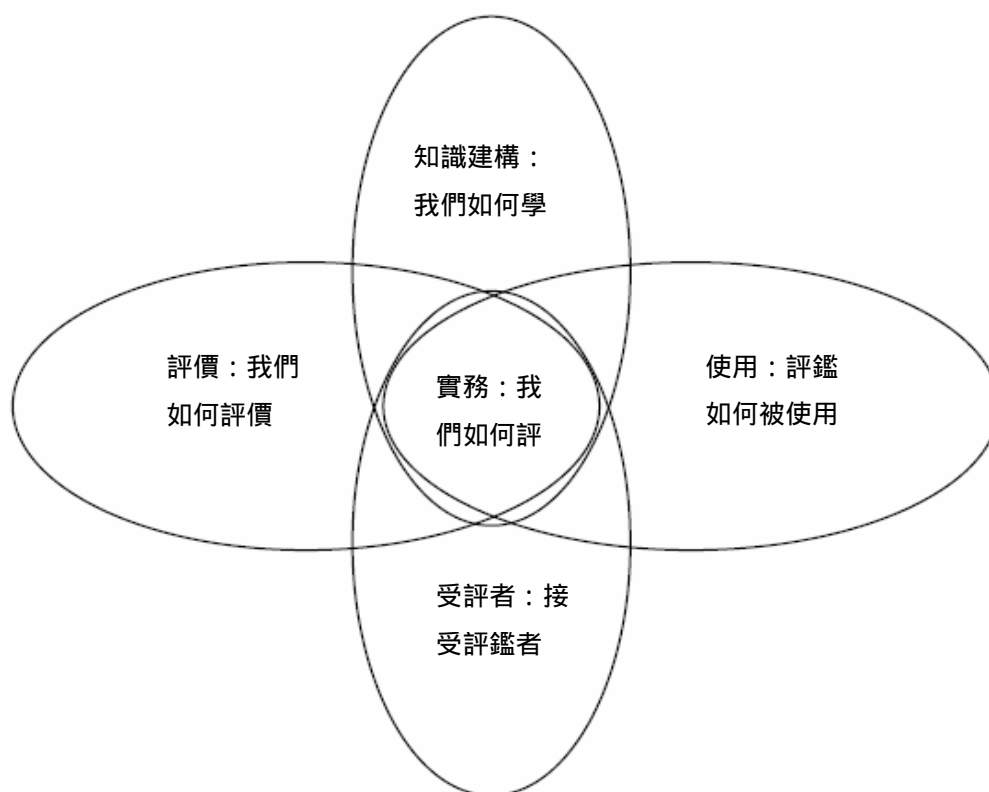 知識建構：
我們如何學
評價：我們
如何評價
實務：我
們如何評
使用：評鑑
如何被使用
受評者：接
受評鑑者